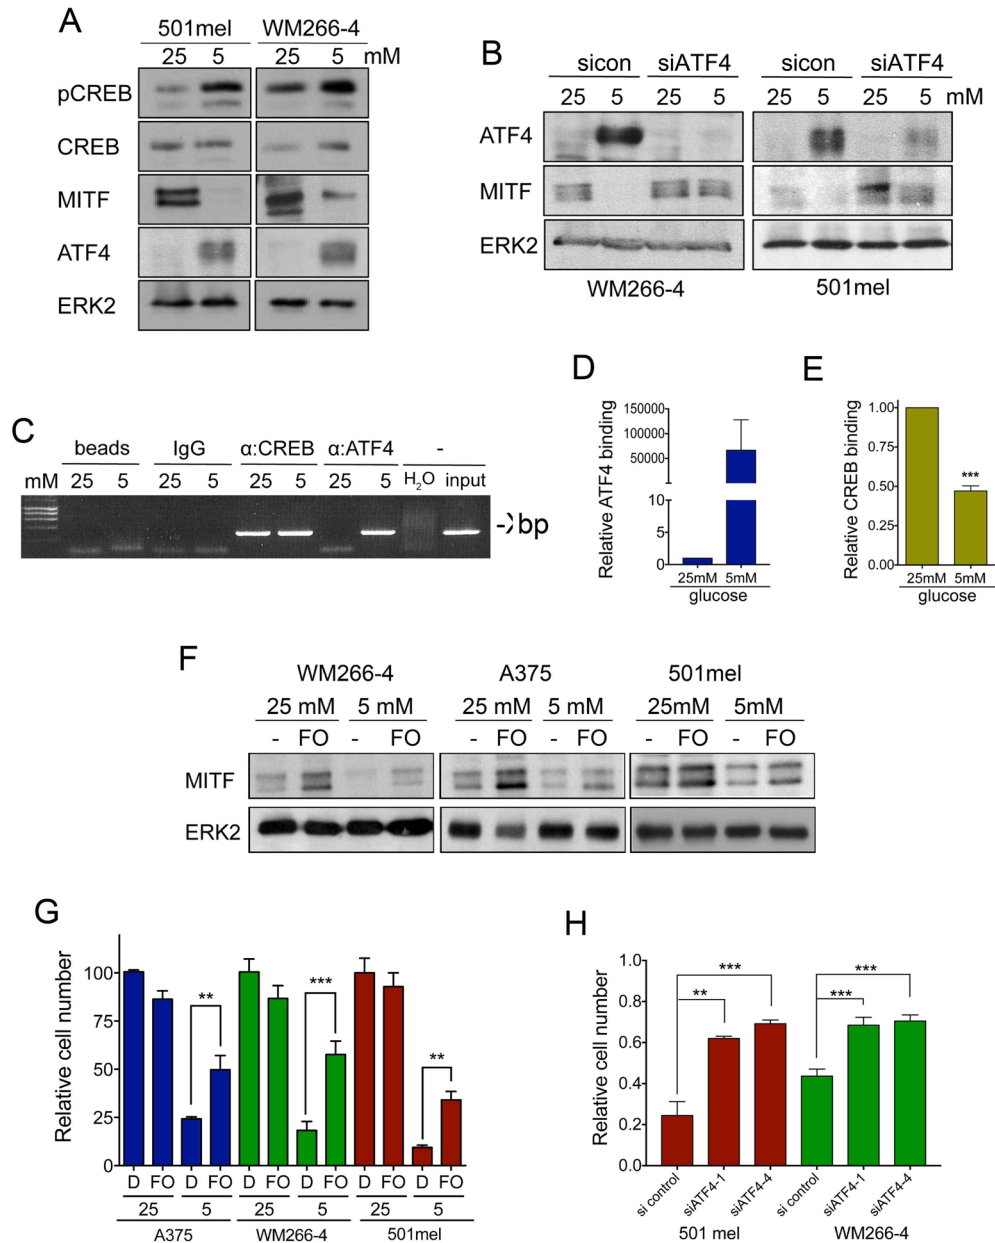 A
501mel WM266-4
25 5 25 5 mM
pCREB
CREB
MITF
ATF4
ERK2
B
sicon siATF4 sicon siATF4
25 5 25 5 25 5 25 5 mM
ATF4
MITF
ERK2
WM266-4 501mel
C
beads IgG α:CREB α:ATF4 -
mM 25 5 25 5 25 5 25 5 H2O input
bp
D
Relative ATF4 binding
150000
100000
50000
10
5
0
25mM 5mM
glucose
E
Relative CREB binding
1.00
0.75
0.50
0.25
0.00
***
25mM 5mM
glucose
F
WM266-4 A375 501mel
25 mM 5 mM 25 mM 5 mM 25mM 5mM
- FO - FO - FO - FO - FO - FO
MITF
ERK2
G
Relative cell number
100
75
50
25
0
** *** **
D FO D FO D FO D FO D FO D FO
25 5 25 5 25 5
A375 WM266-4 501mel
H
Relative cell number
1.0
0.8
0.6
0.4
0.2
0.0
*** ***
** ***
si control siATF4-1 siATF4-4 si control siATF4-1 siATF4-4
501 mel WM266-4